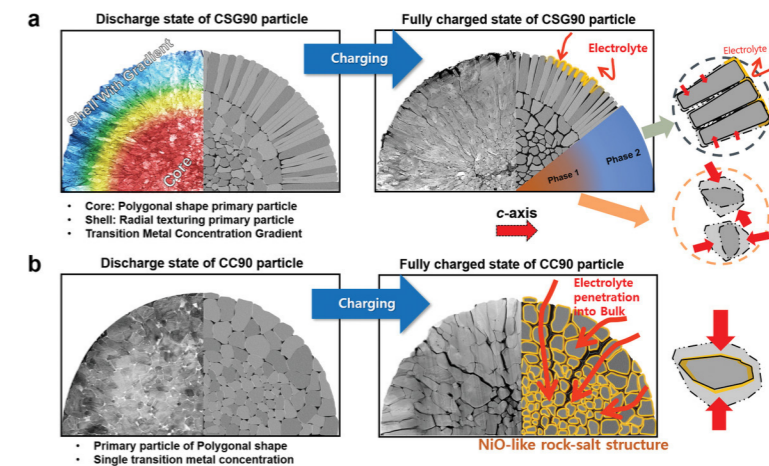 a
Discharge state of CSG90 particle
Fully charged state of CSG90 particle
Shell With Gradient
Core
Charging
Electrolyte
Electrolyte
Phase 1
Phase 2
• Core: Polygonal shape primary particle
• Shell: Radial texturing primary particle
• Transition Metal Concentration Gradient
c-axis
b
Discharge state of CC90 particle
Fully charged state of CC90 particle
Charging
Electrolyte
penetration
into Bulk
NiO-like rock-salt structure
• Primary particle of Polygonal shape
• Single transition metal concentration